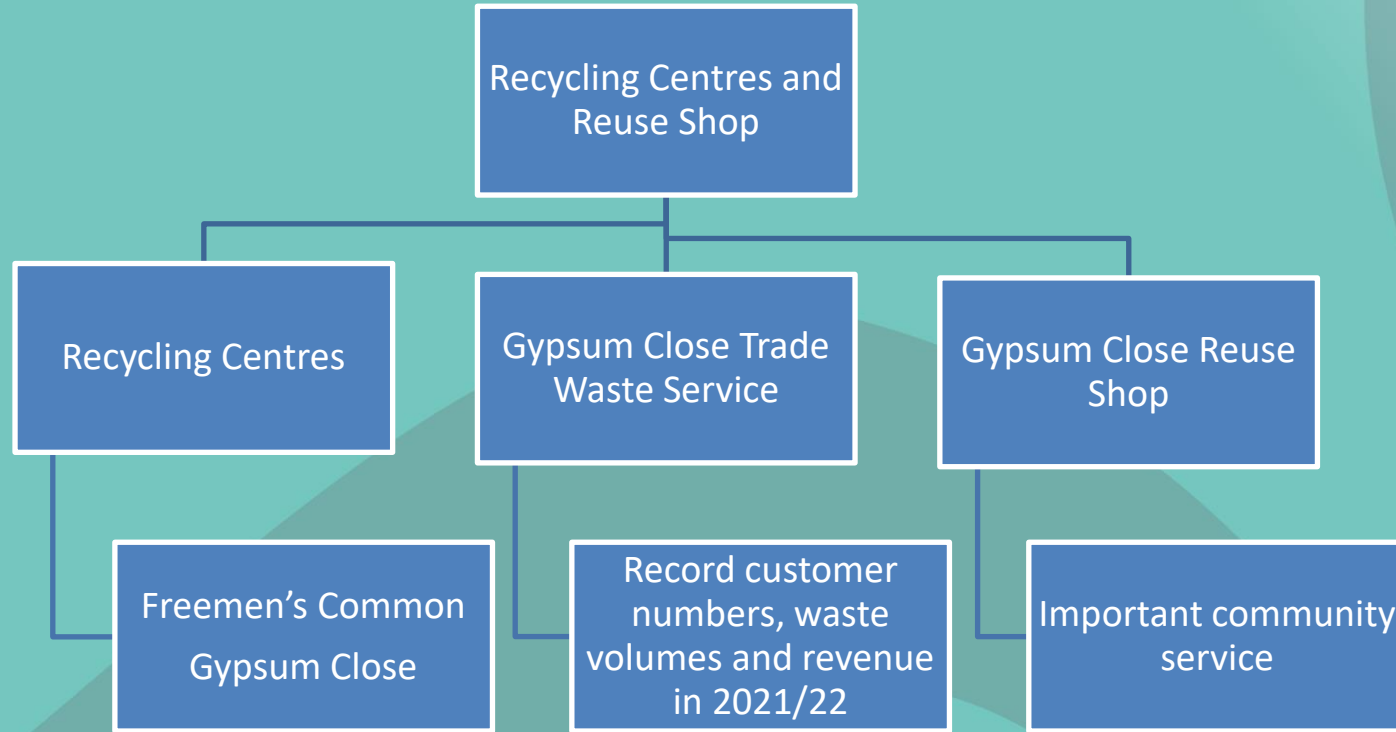 Recycling Centres and
Reuse Shop
Recycling Centres
Gypsum Close Trade
Waste Service
Gypsum Close Reuse
Shop
Freemen’s Common
Gypsum Close
Record customer
numbers, waste
volumes and revenue
in 2021/22
Important community
service